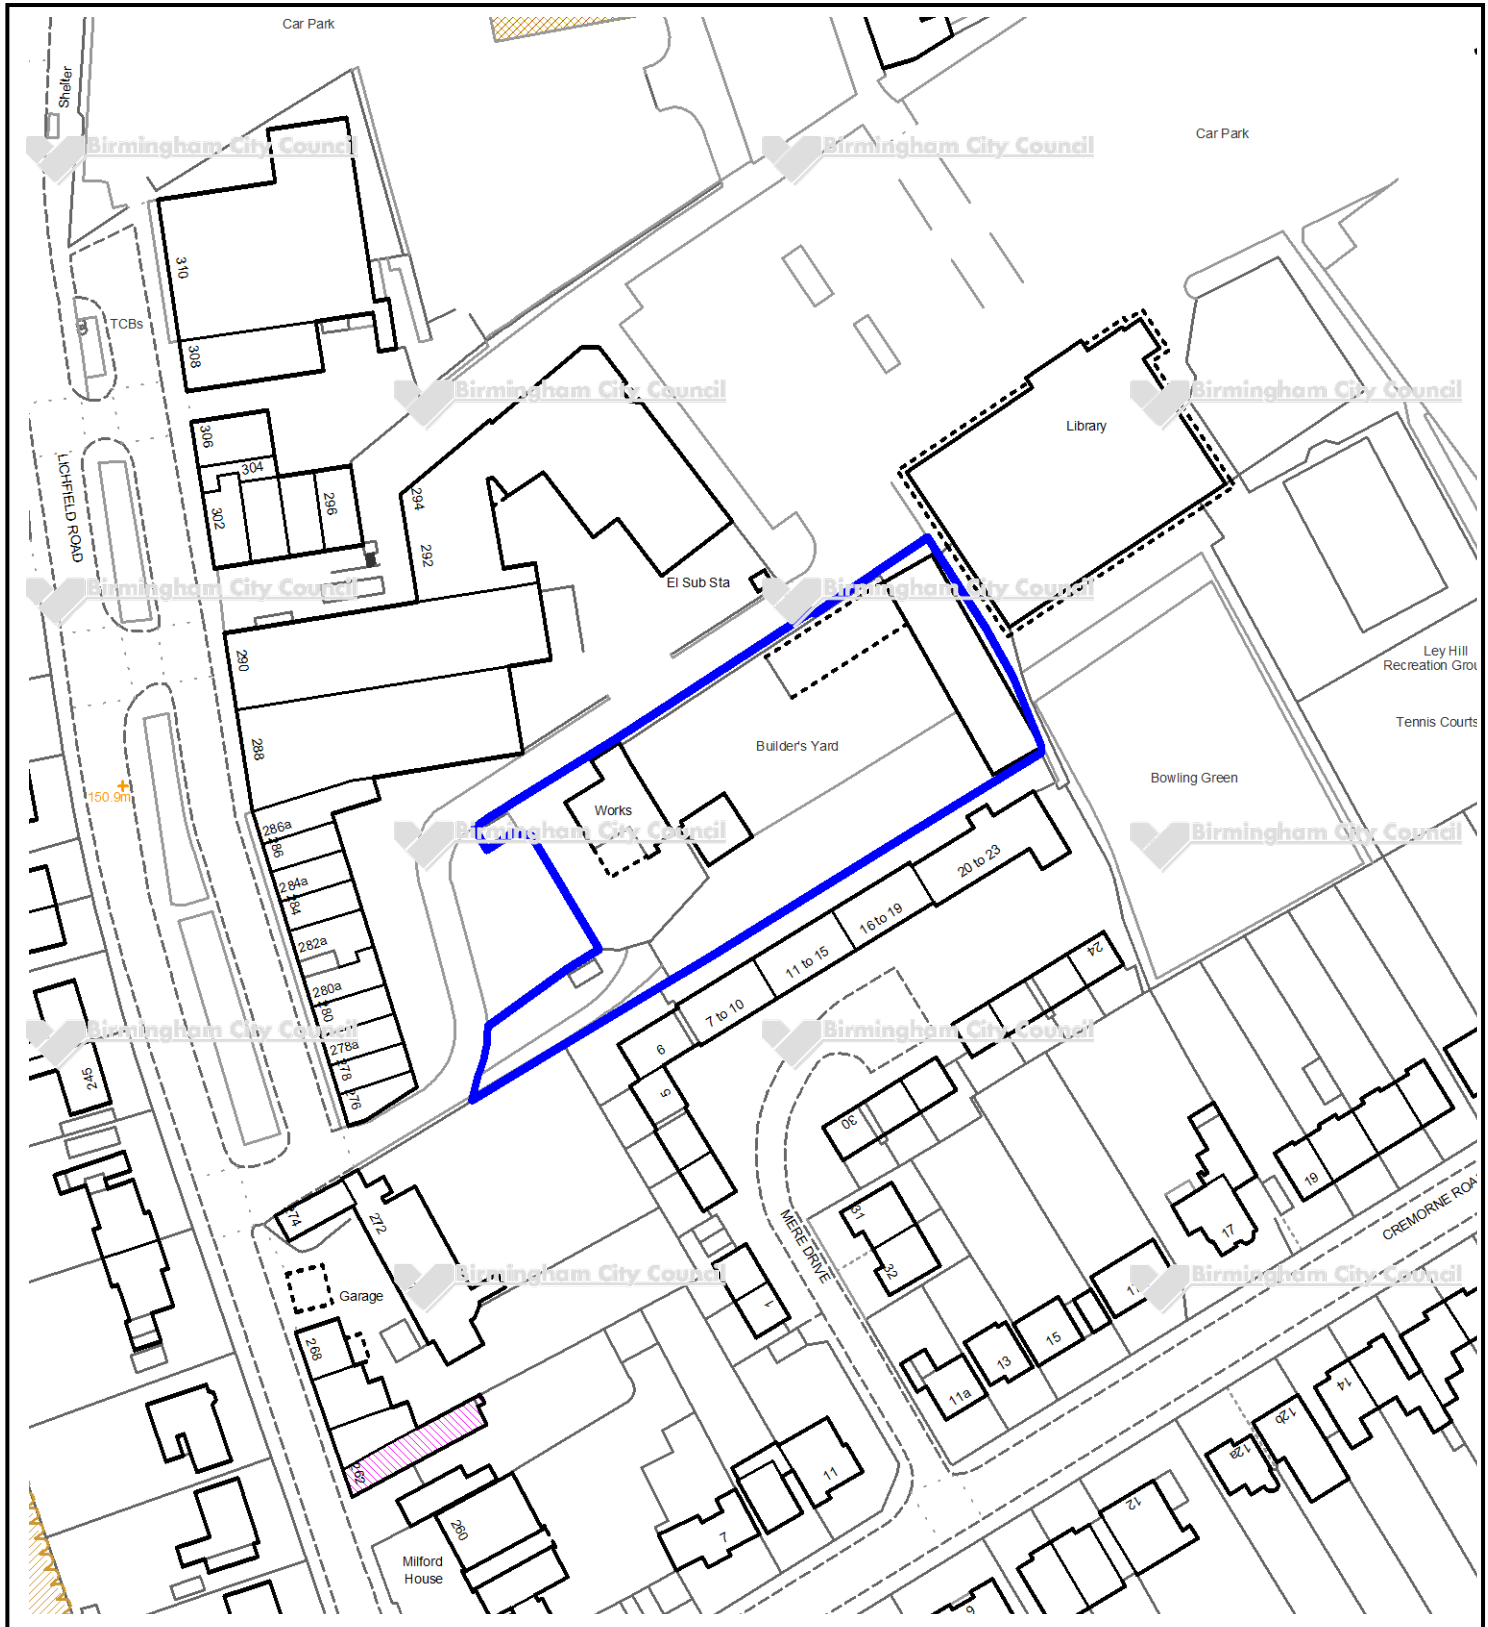 Car Park
Shelter
Birmingham City Council
Birmingham City Council
Car Park
310
TCBs
308
Birmingham City Council
Birmingham City Council
306
304
302
296
294
292
Library
LICHFIELD ROAD
El Sub Sta
Birmingham City Council
Birmingham City Council
290
288
Ley Hill
Recreation Grou
Tennis Courts
Builder's Yard
Bowling Green
150.9m
Works
286a
286
Birmingham City Council
Birmingham City Council
284a
284
282a
280a
280
278a
278
276
20 to 23
16 to 19
11 to 15
7 to 10
24
6
5
Birmingham City Council
Birmingham City Council
245
30
19
17
CREMORNE ROA
274
272
31
32
MERE DRIVE
Birmingham City Council
Birmingham City Council
Garage
268
1
15
13
11a
14
12b
12a
262
11
12
260
7
Milford
House